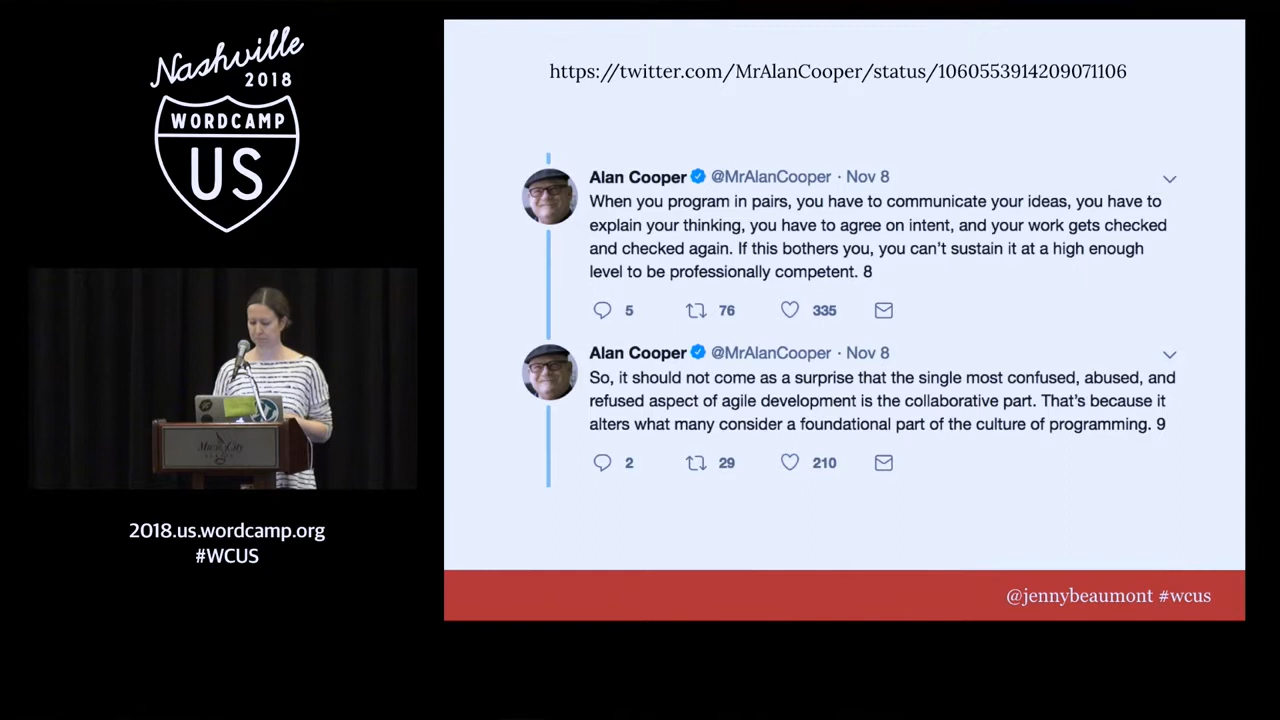 Nashville
2018
WORDCAMP
US
https://twitter.com/MrAlanCooper/status/1060553914209071106
Alan Cooper @MrAlanCooper · Nov 8
When you program in pairs, you have to communicate your ideas, you have to
explain your thinking, you have to agree on intent, and your work gets checked
and checked again. If this bothers you, you can't sustain it at a high enough
level to be professionally competent. 8
5 76 335
Alan Cooper @MrAlanCooper · Nov 8
So, it should not come as a surprise that the single most confused, abused, and
refused aspect of agile development is the collaborative part. That's because it
alters what many consider a foundational part of the culture of programming. 9
2 29 210
Music City
2018.us.wordcamp.org
#WCUS
@jennybeaumont #wcus